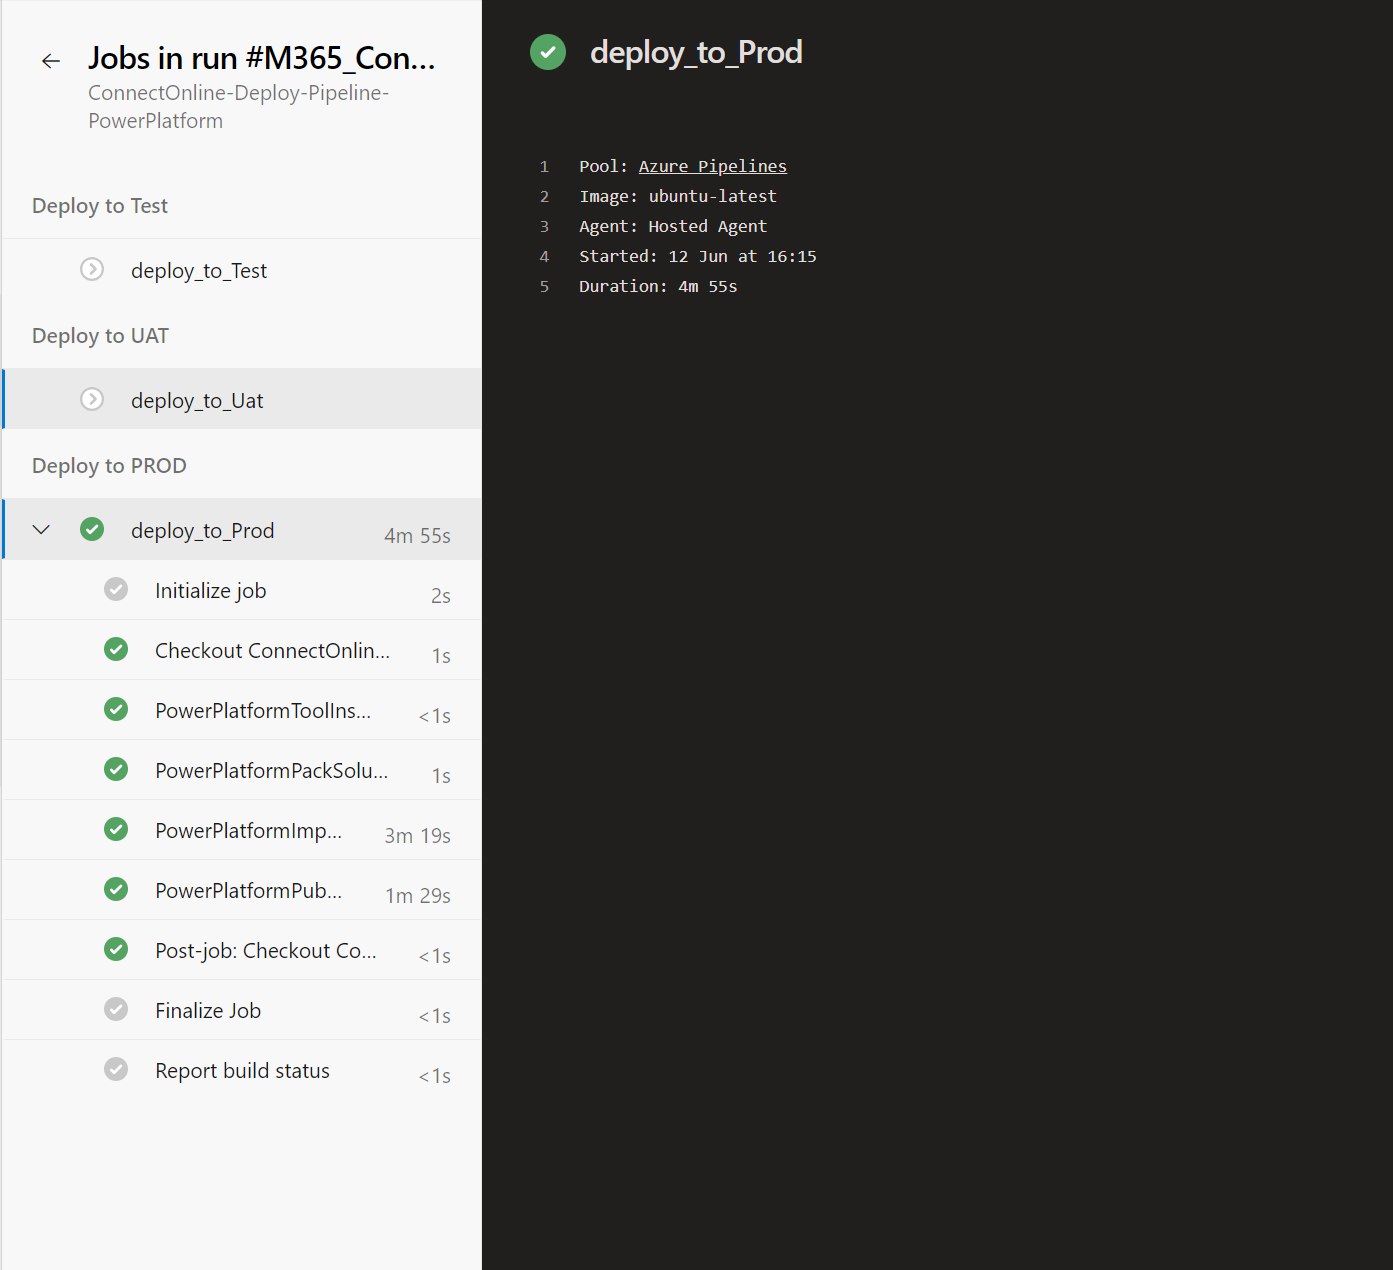 Jobs in run #M365_Con...
ConnectOnline-Deploy-Pipeline-
PowerPlatform
Deploy to Test
deploy_to_Test
Deploy to UAT
deploy_to_Uat
Deploy to PROD
deploy_to_Prod 4m 55s
Initialize job 2s
Checkout ConnectOnlin... 1s
PowerPlatformToolIns... <1s
PowerPlatformPackSolu... 1s
PowerPlatformImp... 3m 19s
PowerPlatformPub... 1m 29s
Post-job: Checkout Co... <1s
Finalize Job <1s
Report build status <1s
deploy_to_Prod
1 Pool: Azure Pipelines
2 Image: ubuntu-latest
3 Agent: Hosted Agent
4 Started: 12 Jun at 16:15
5 Duration: 4m 55s